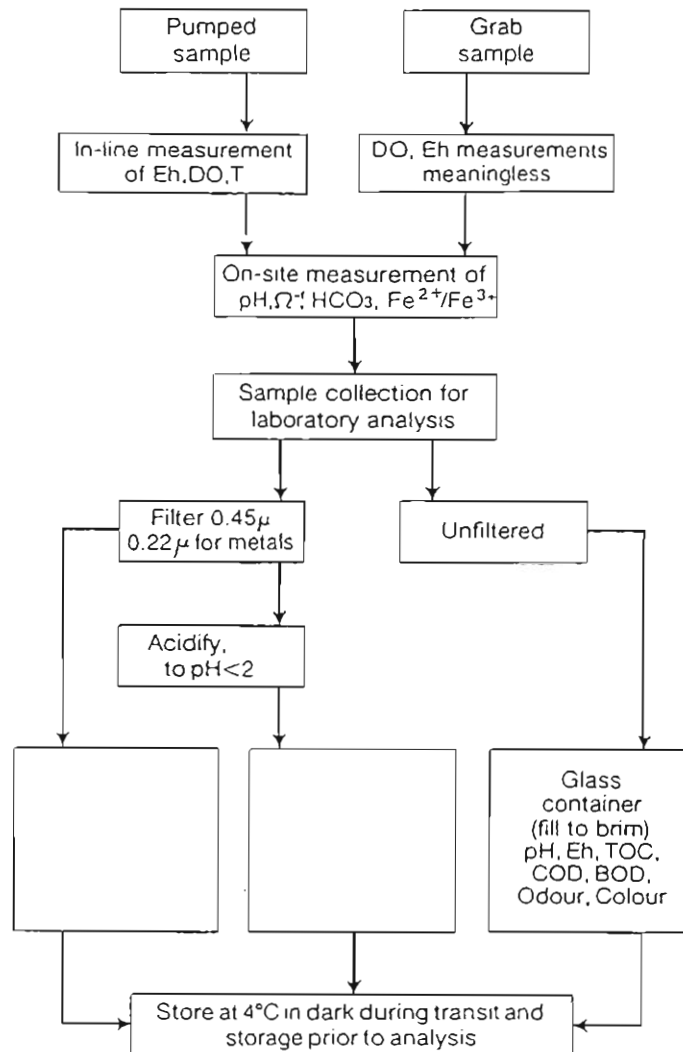 Pumped
sample
Grab
sample
In-line measurement
of Eh,DO,T
DO, Eh measurements
meaningless
On-site measurement of
pH,Ω⁻¹, HCO₃, Fe²⁺/Fe³⁺
Sample collection for
laboratory analysis
Filter 0.45μ
0.22μ for metals
Unfiltered
Acidify,
to pH<2
Glass
container
(fill to brim)
pH, Eh, TOC,
COD, BOD,
Odour, Colour
Store at 4°C in dark during transit and
storage prior to analysis